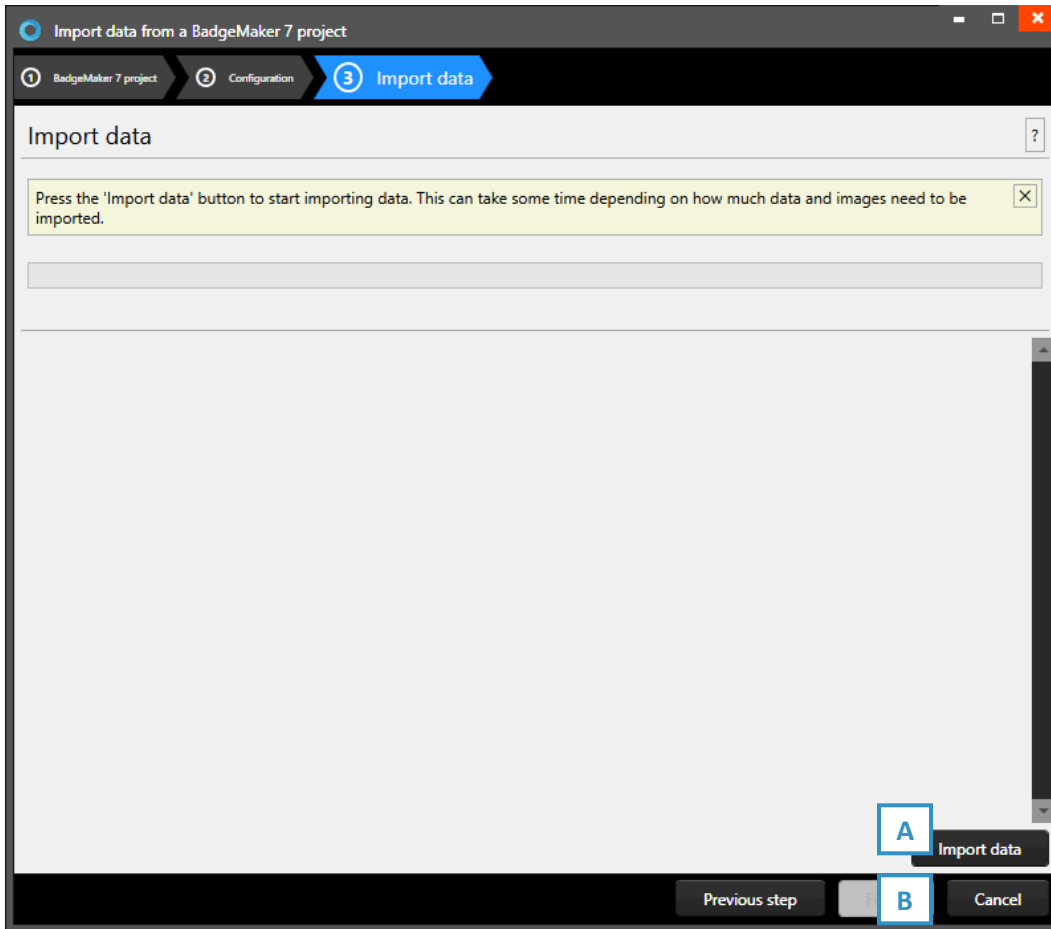 Import data from a BadgeMaker 7 project
1 BadgeMaker 7 project 2 Configuration 3 Import data
Import data ?
Press the 'Import data' button to start importing data. This can take some time depending on how much data and images need to be
imported.
A
Import data
Previous step B Cancel